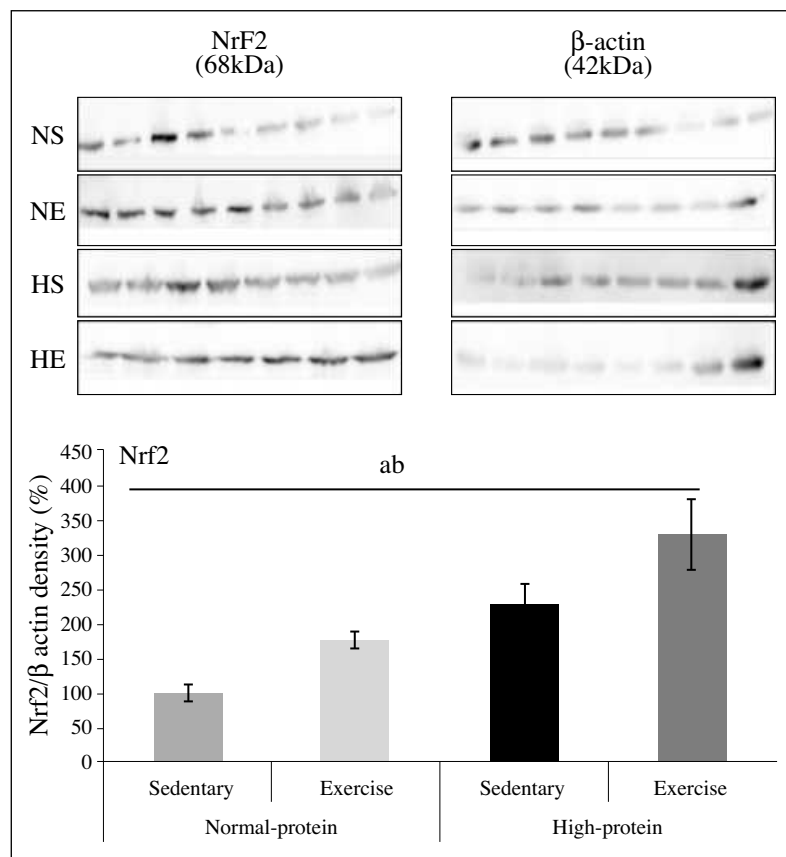 NrF2
(68kDa)
β-actin
(42kDa)
NS
NE
HS
HE
Nrf2
ab
Nrf2/β actin density (%)
450
400
350
300
250
200
150
100
50
0
Sedentary
Exercise
Sedentary
Exercise
Normal-protein
High-protein